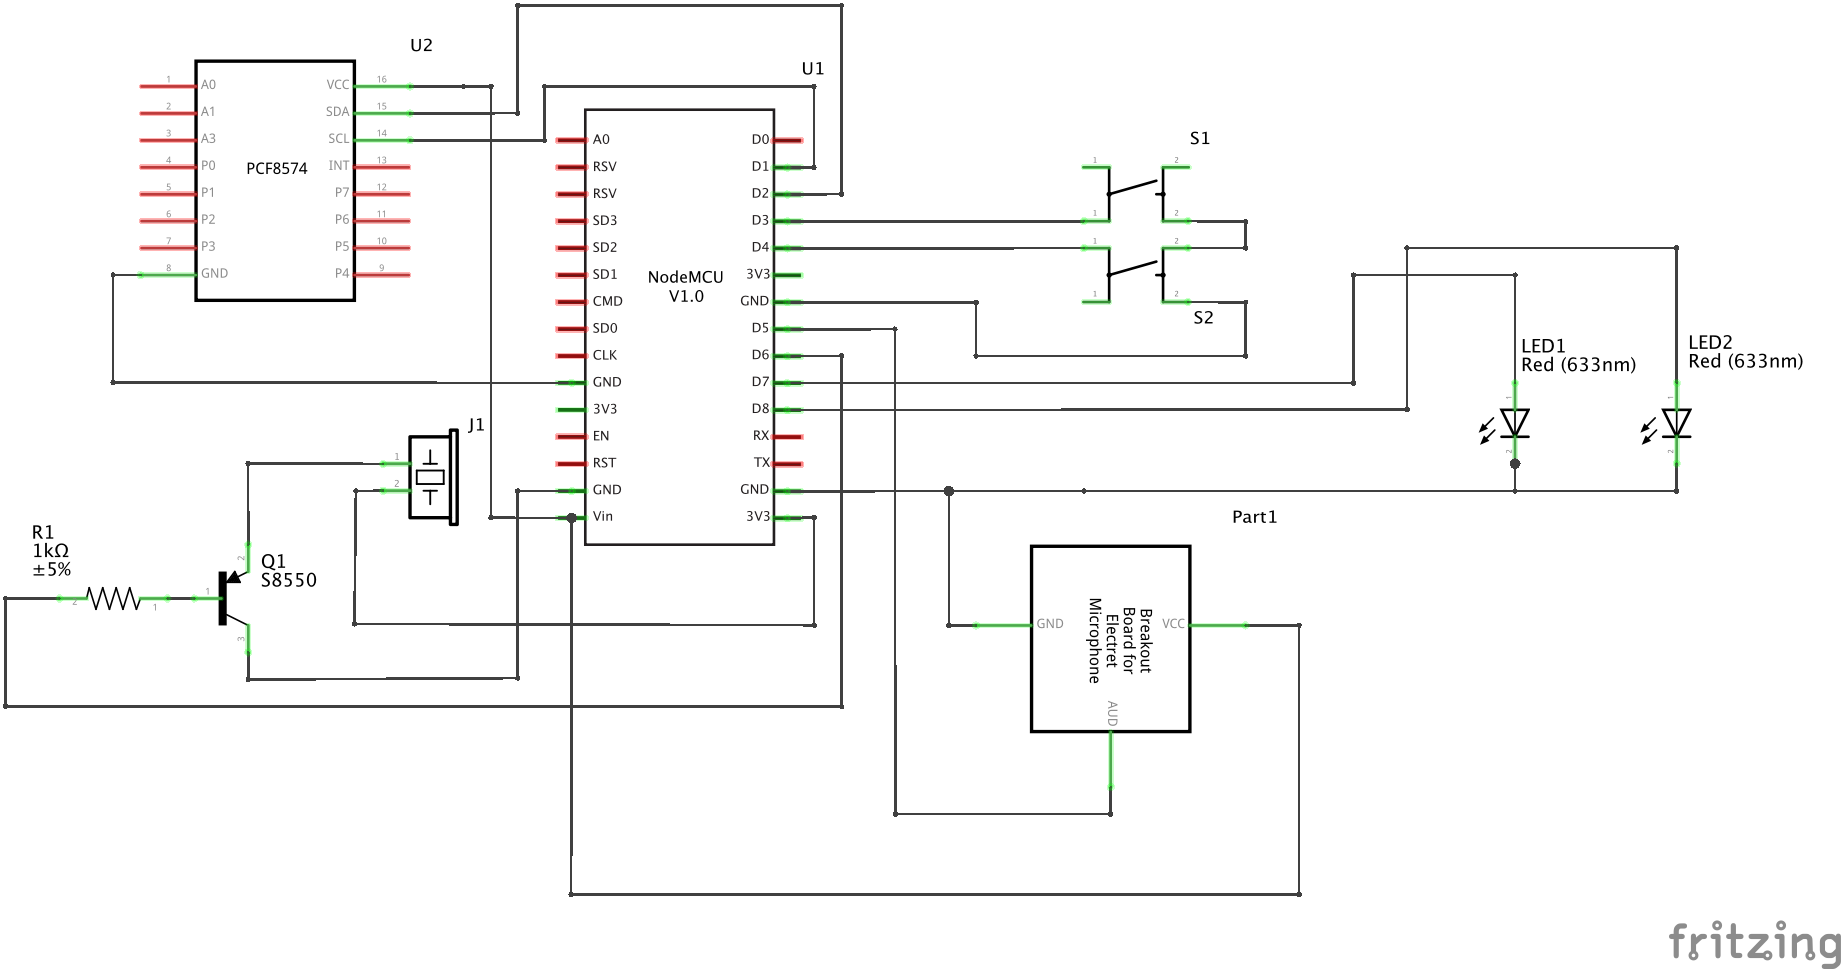 U2
1 A0 VCC 16
2 A1 SDA 15
3 A3 SCL 14
4 P0 INT 13
5 P1 P7 12
6 P2 P6 11
7 P3 P5 10
8 GND P4 9
PCF8574
U1
A0 D0
RSV D1
RSV D2
SD3 D3
SD2 D4
SD1 3V3
CMD GND
SD0 D5
CLK D6
GND D7
3V3 D8
EN RX
RST TX
GND GND
Vin 3V3
NodeMCU
V1.0
S1
1 2
1 2
1 2
1 2
S2
LED1
Red (633nm)
1
2
LED2
Red (633nm)
1
2
J1
1
2
R1
1kΩ
±5%
2 1
Q1
S8550
2
1
3
Part1
GND VCC
Breakout
Board for
Electret
Microphone
AUD
fritzing